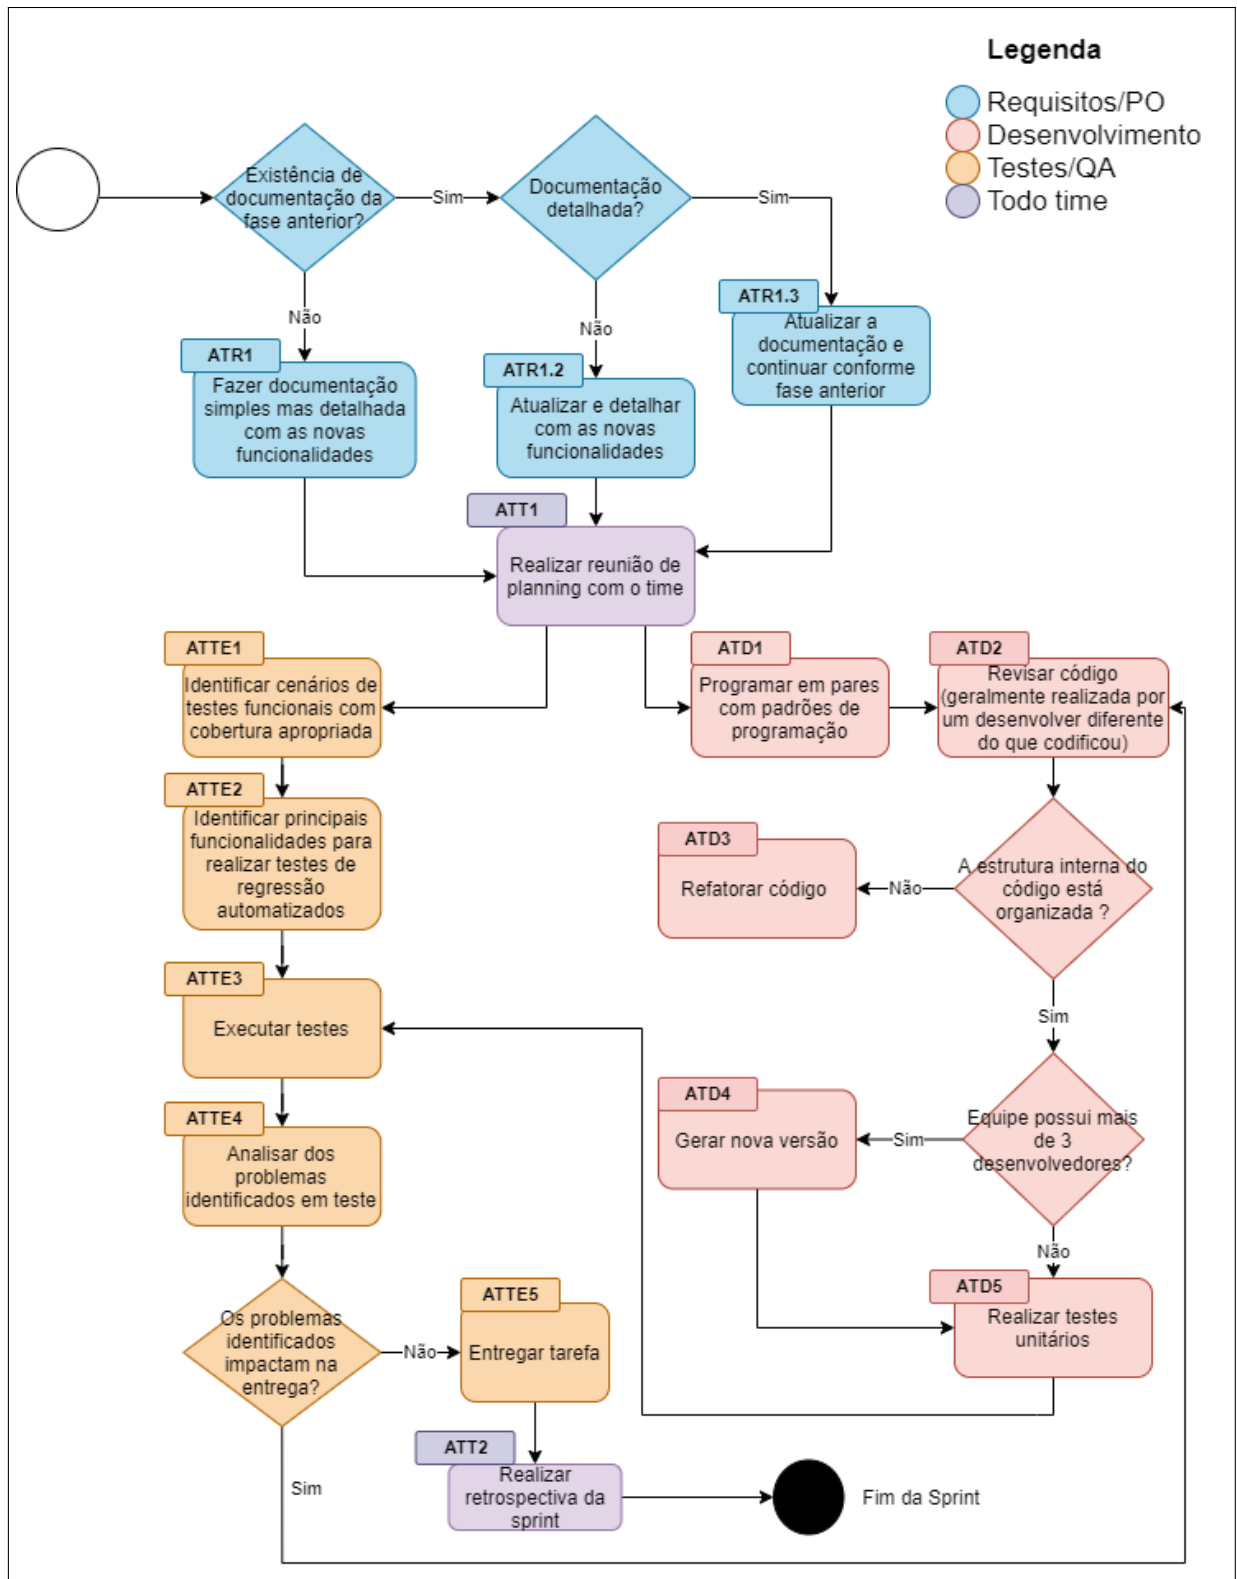 Legenda
Requisitos/PO
Desenvolvimento
Testes/QA
Todo time
Existência de
documentação da
fase anterior?
Sim
Documentação
detalhada?
Sim
Não
Não
ATR1.3
Atualizar a
documentação e
continuar conforme
fase anterior
ATR1
Fazer documentação
simples mas detalhada
com as novas
funcionalidades
ATR1.2
Atualizar e detalhar
com as novas
funcionalidades
ATT1
Realizar reunião de
planning com o time
ATTE1
Identificar cenários de
testes funcionais com
cobertura apropriada
ATD1
Programar em pares
com padrões de
programação
ATD2
Revisar código
(geralmente realizada por
um desenvolver diferente
do que codificou)
ATTE2
Identificar principais
funcionalidades para
realizar testes de
regressão
automatizados
ATD3
Refatorar código
Não
A estrutura interna do
código está
organizada ?
Sim
ATTE3
Executar testes
ATD4
Gerar nova versão
Sim
Equipe possui mais
de 3
desenvolvedores?
Não
ATTE4
Analisar dos
problemas
identificados em teste
ATD5
Realizar testes
unitários
Os problemas
identificados
impactam na
entrega?
Não
ATTE5
Entregar tarefa
Sim
ATT2
Realizar
retrospectiva da
sprint
Fim da Sprint